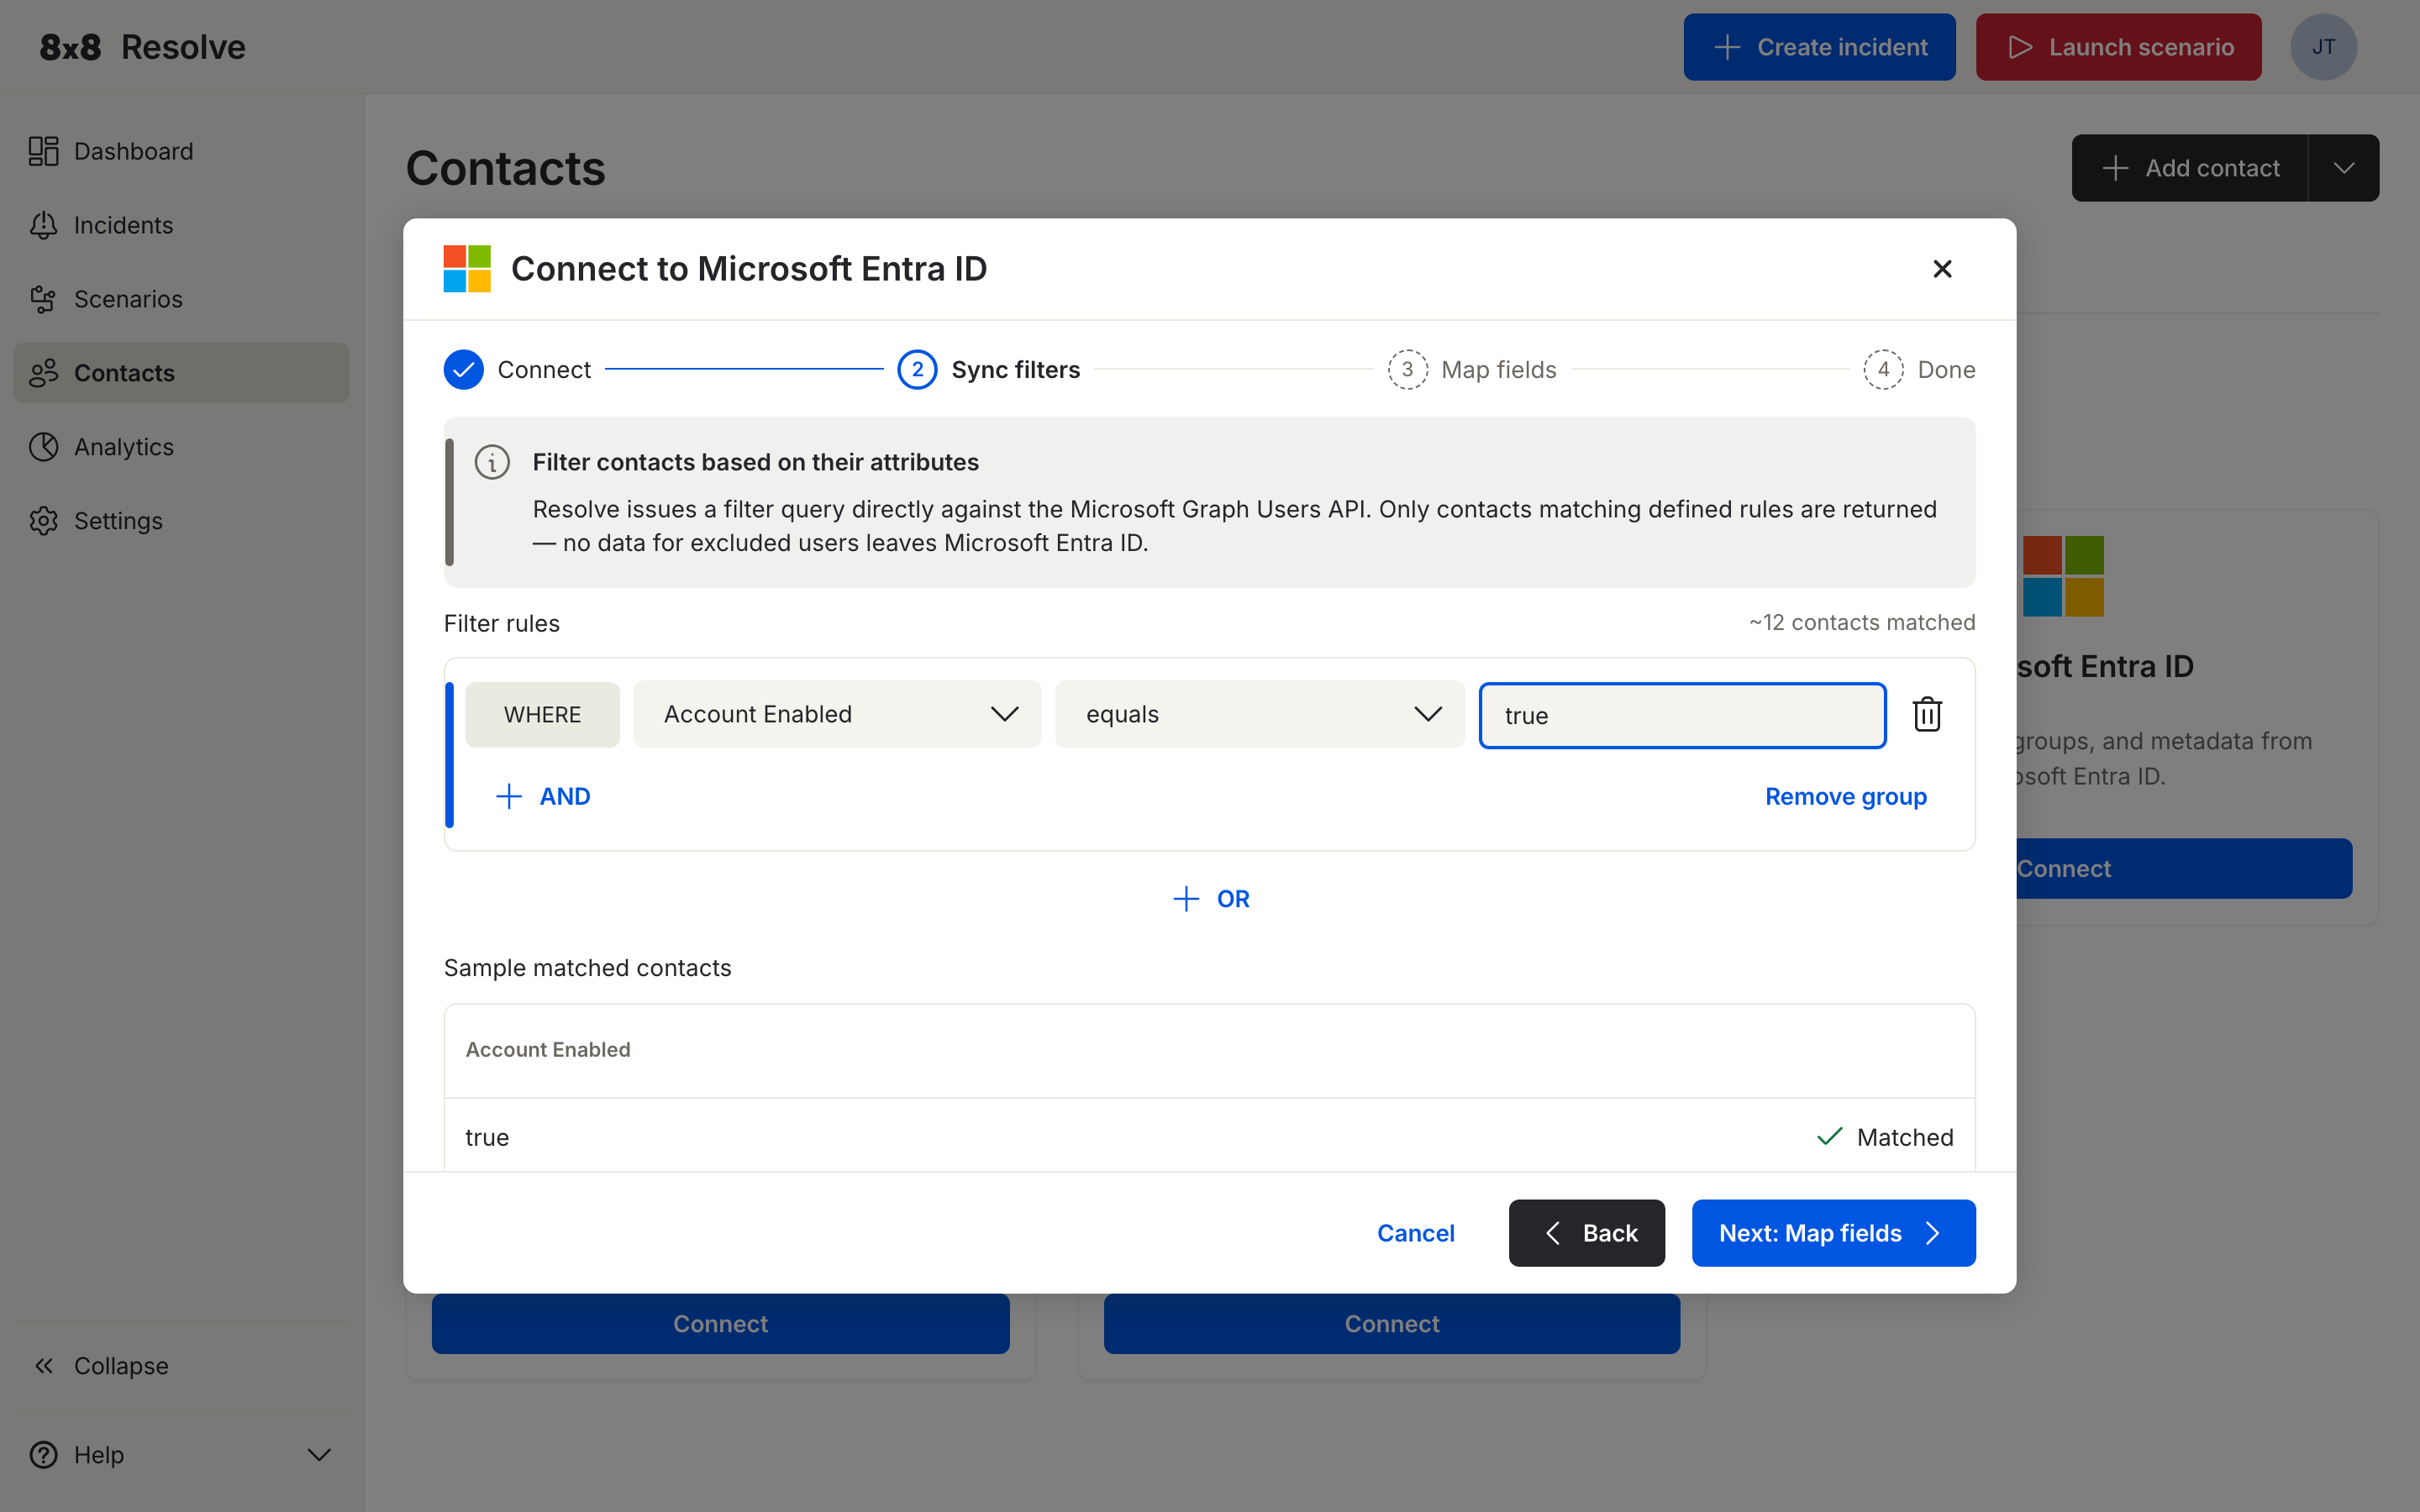 8x8 Resolve
Create incident
Launch scenario
JT
Dashboard
Incidents
Scenarios
Contacts
Analytics
Settings
Collapse
Help
Contacts
Add contact
Connect to Microsoft Entra ID
Connect
2 Sync filters
3 Map fields
4 Done
Filter contacts based on their attributes
Resolve issues a filter query directly against the Microsoft Graph Users API. Only contacts matching defined rules are returned
— no data for excluded users leaves Microsoft Entra ID.
Filter rules
~12 contacts matched
WHERE
Account Enabled
equals
true
AND
Remove group
OR
Sample matched contacts
Account Enabled
true
Matched
Cancel
Back
Next: Map fields
soft Entra ID
groups, and metadata from
osoft Entra ID.
Connect
Connect
Connect